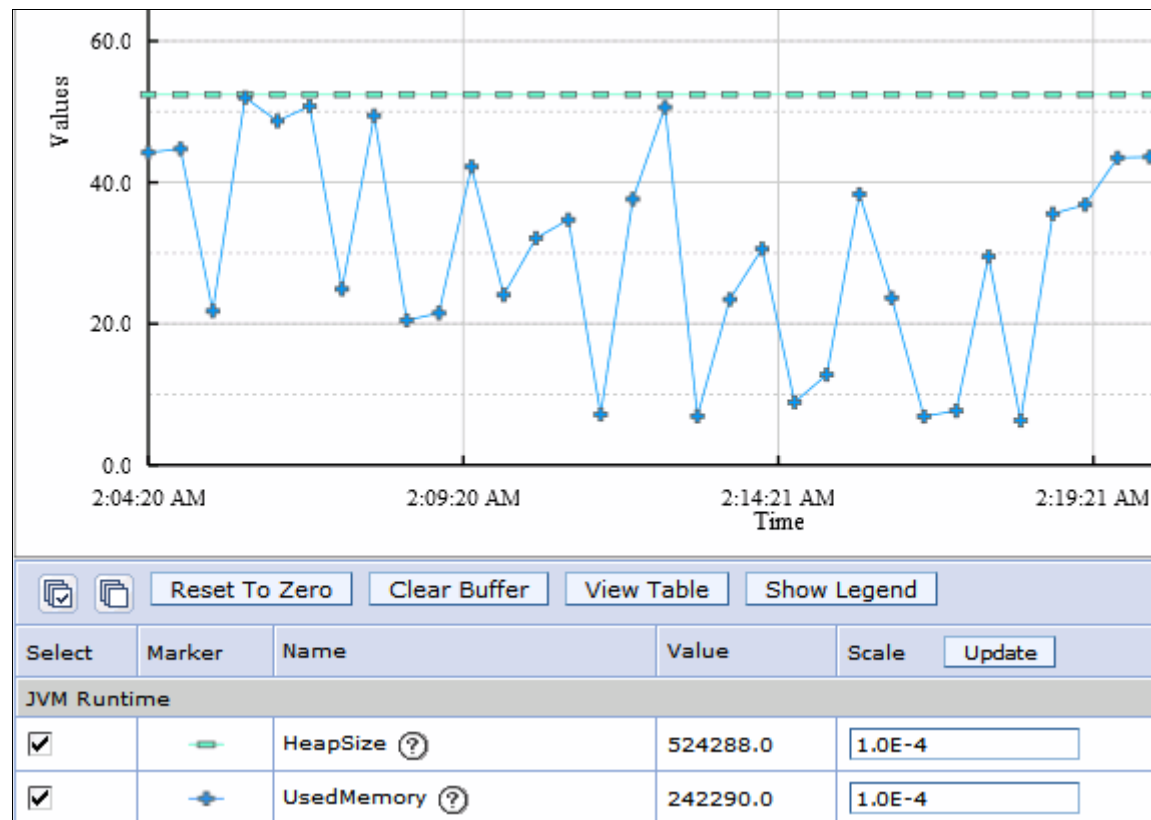 60.0
Values
40.0
20.0
0.0
2:04:20 AM 2:09:20 AM 2:14:21 AM 2:19:21 AM
Time
Reset To Zero Clear Buffer View Table Show Legend
Select Marker Name Value Scale Update
JVM Runtime
HeapSize ? 524288.0 1.0E-4
UsedMemory ? 242290.0 1.0E-4